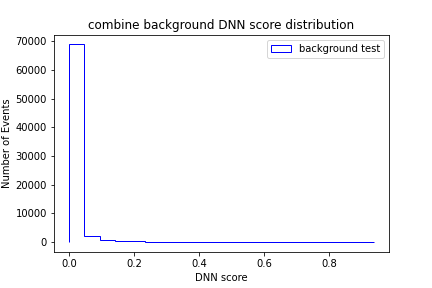 combine background DNN score distribution
background test
Number of Events
70000
60000
50000
40000
30000
20000
10000
0
0.0 0.2 0.4 0.6 0.8
DNN score